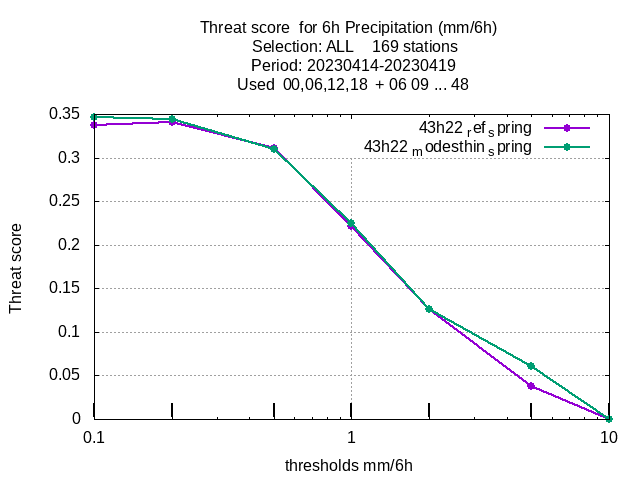 Threat score  for 6h Precipitation (mm/6h)
Selection: ALL    169 stations
Period: 20230414-20230419
Used  00,06,12,18  + 06 09 ... 48
43h22 ref spring
43h22 modesthin spring
0.35
0.3
0.25
0.2
0.15
0.1
0.05
0
Threat score
0.1 1 10
thresholds mm/6h